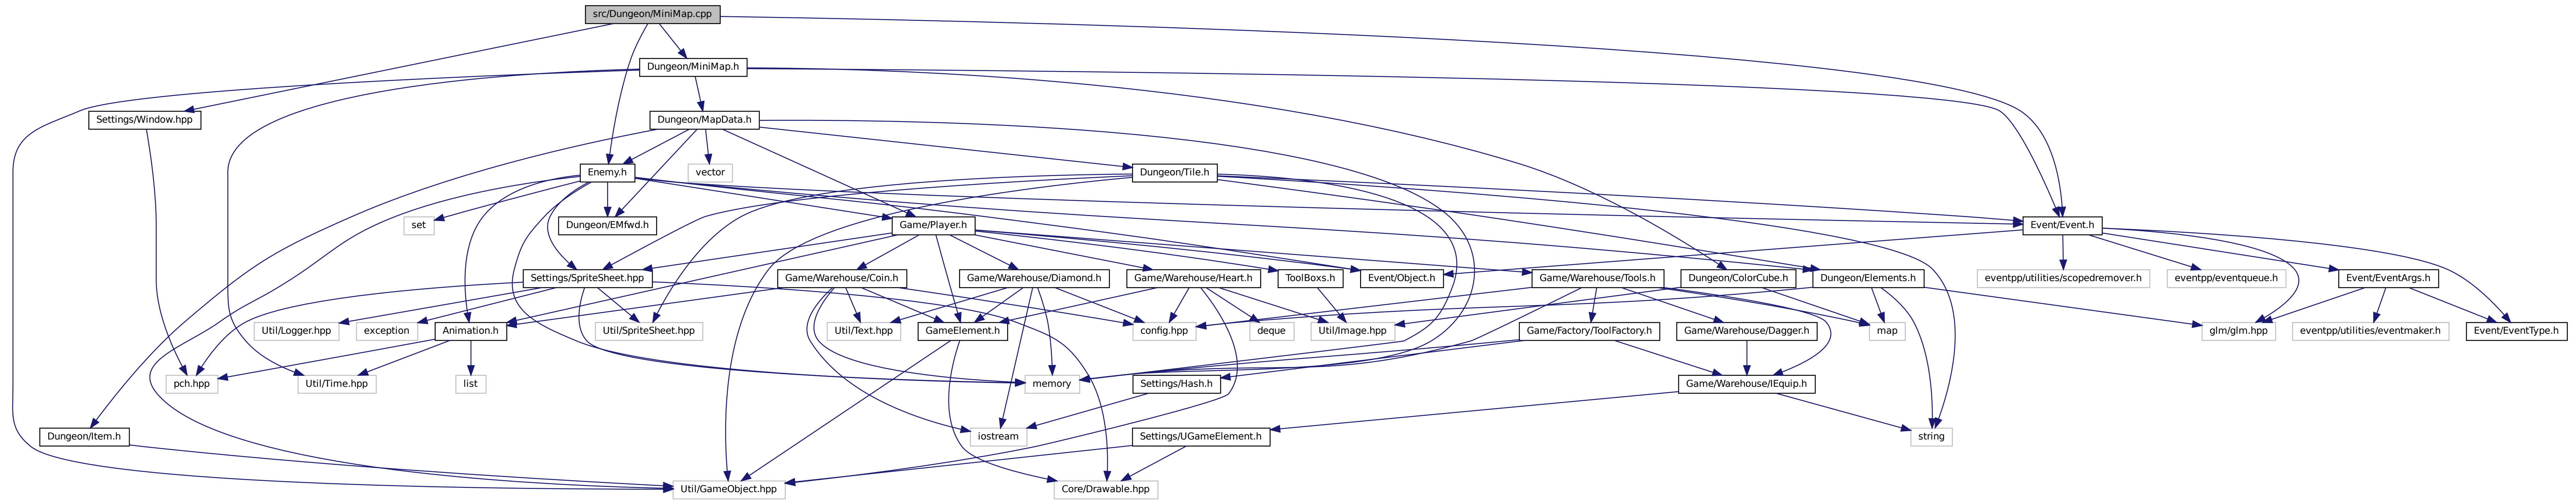 src/Dungeon/MiniMap.cpp
Dungeon/MiniMap.h
Settings/Window.hpp
Dungeon/MapData.h
Enemy.h
vector
Dungeon/Tile.h
set
Dungeon/EMfwd.h
Game/Player.h
Event/Event.h
Settings/SpriteSheet.hpp
Game/Warehouse/Coin.h
Game/Warehouse/Diamond.h
Game/Warehouse/Heart.h
ToolBoxs.h
Event/Object.h
Game/Warehouse/Tools.h
Dungeon/ColorCube.h
Dungeon/Elements.h
eventpp/utilities/scopedremover.h
eventpp/eventqueue.h
Event/EventArgs.h
Util/Logger.hpp
exception
Animation.h
Util/SpriteSheet.hpp
Util/Text.hpp
GameElement.h
config.hpp
deque
Util/Image.hpp
Game/Factory/ToolFactory.h
Game/Warehouse/Dagger.h
map
glm/glm.hpp
eventpp/utilities/eventmaker.h
Event/EventType.h
pch.hpp
Util/Time.hpp
list
memory
Settings/Hash.h
Game/Warehouse/IEquip.h
Dungeon/Item.h
iostream
Settings/UGameElement.h
string
Util/GameObject.hpp
Core/Drawable.hpp